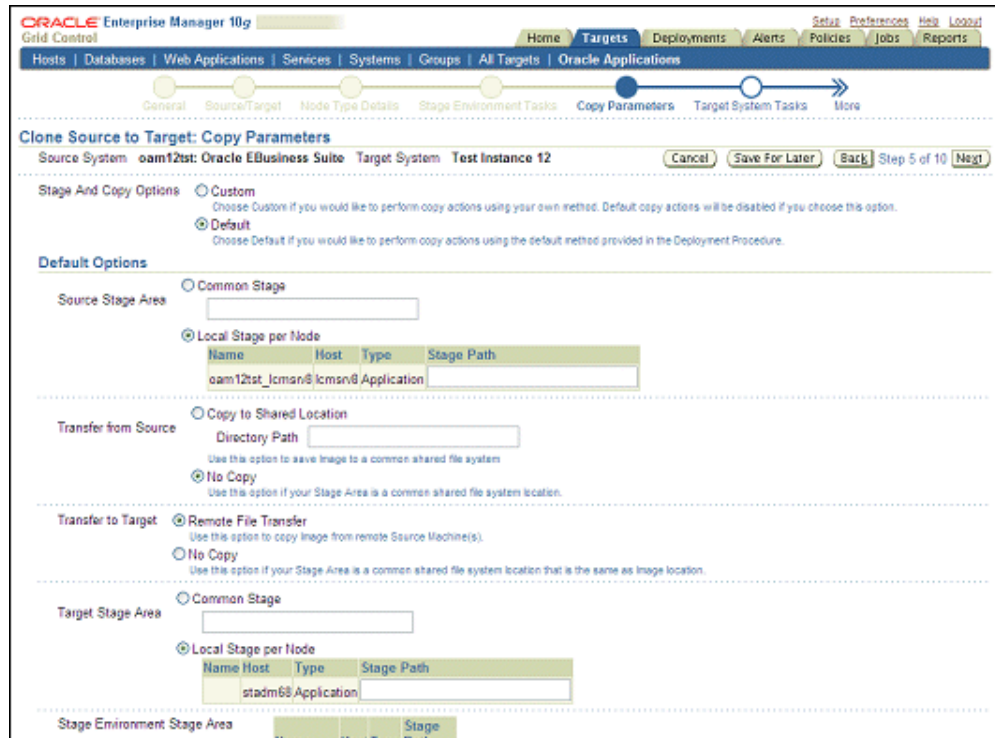 ORACLE Enterprise Manager 10g
Grid Control
Setup Preferences Help Logout
Home Targets Deployments Alerts Policies Jobs Reports
Hosts | Databases | Web Applications | Services | Systems | Groups | All Targets | Oracle Applications
General Source/Target Node Type Details Stage Environment Tasks Copy Parameters Target System Tasks More
Clone Source to Target: Copy Parameters
Source System oam12tst: Oracle EBusiness Suite Target System Test Instance 12
Cancel Save For Later Back Step 5 of 10 Next
Stage And Copy Options Custom
Choose Custom if you would like to perform copy actions using your own method. Default copy actions will be disabled if you choose this option.
Default
Choose Default if you would like to perform copy actions using the default method provided in the Deployment Procedure.
Default Options
Source Stage Area Common Stage
Local Stage per Node
Name Host Type Stage Path
Application
Transfer from Source Copy to Shared Location
Directory Path
Use this option to save Image to a common shared file system
No Copy
Use this option if your Stage Area is a common shared file system location.
Transfer to Target Remote File Transfer
Use this option to copy Image from remote Source Machine(s).
No Copy
Use this option if your Stage Area is a common shared file system location that is the same as Image location.
Target Stage Area Common Stage
Local Stage per Node
Name Host Type Stage Path
stadm68 Application
Stage Environment Stage Area
Stage